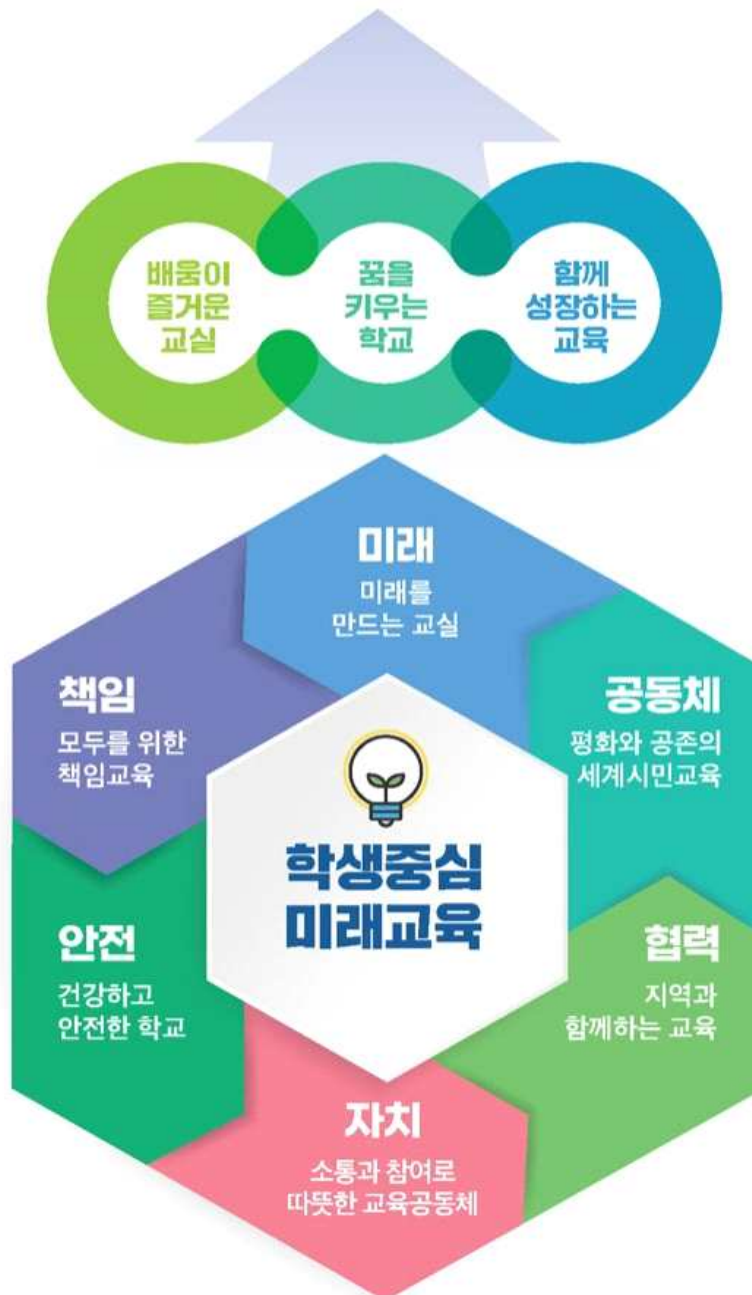 배움이
즐거운
교실
꿈을
키우는
학교
함께
성장하는
교육
미래
미래를
만드는 교실
책임
모두를 위한
책임교육
공동체
평화와 공존의
세계시민교육
학생중심
미래교육
안전
건강하고
안전한 학교
협력
지역과
함께하는 교육
자치
소통과 참여로
따뜻한 교육공동체